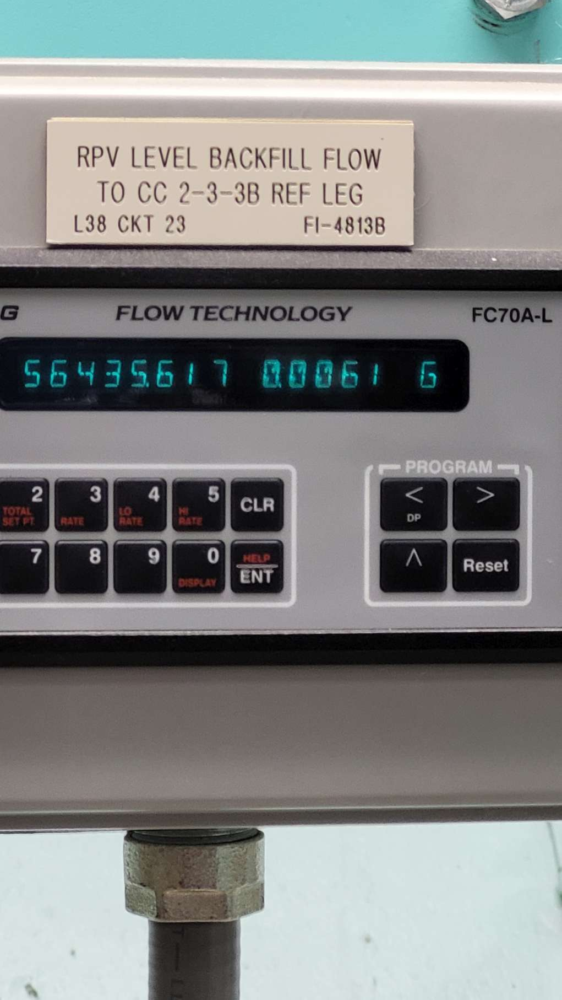 RPV LEVEL BACKFILL FLOW
TO CC 2-3-3B REF LEG
L38 CKT 23 FI-4813B
G FLOW TECHNOLOGY FC70A-L
56435.617 0.0061 G
PROGRAM
2 3 4 5 CLR < >
TOTAL SET PT. RATE LO RATE HI RATE DP
7 8 9 0 HELP ENT ^ Reset
DISPLAY